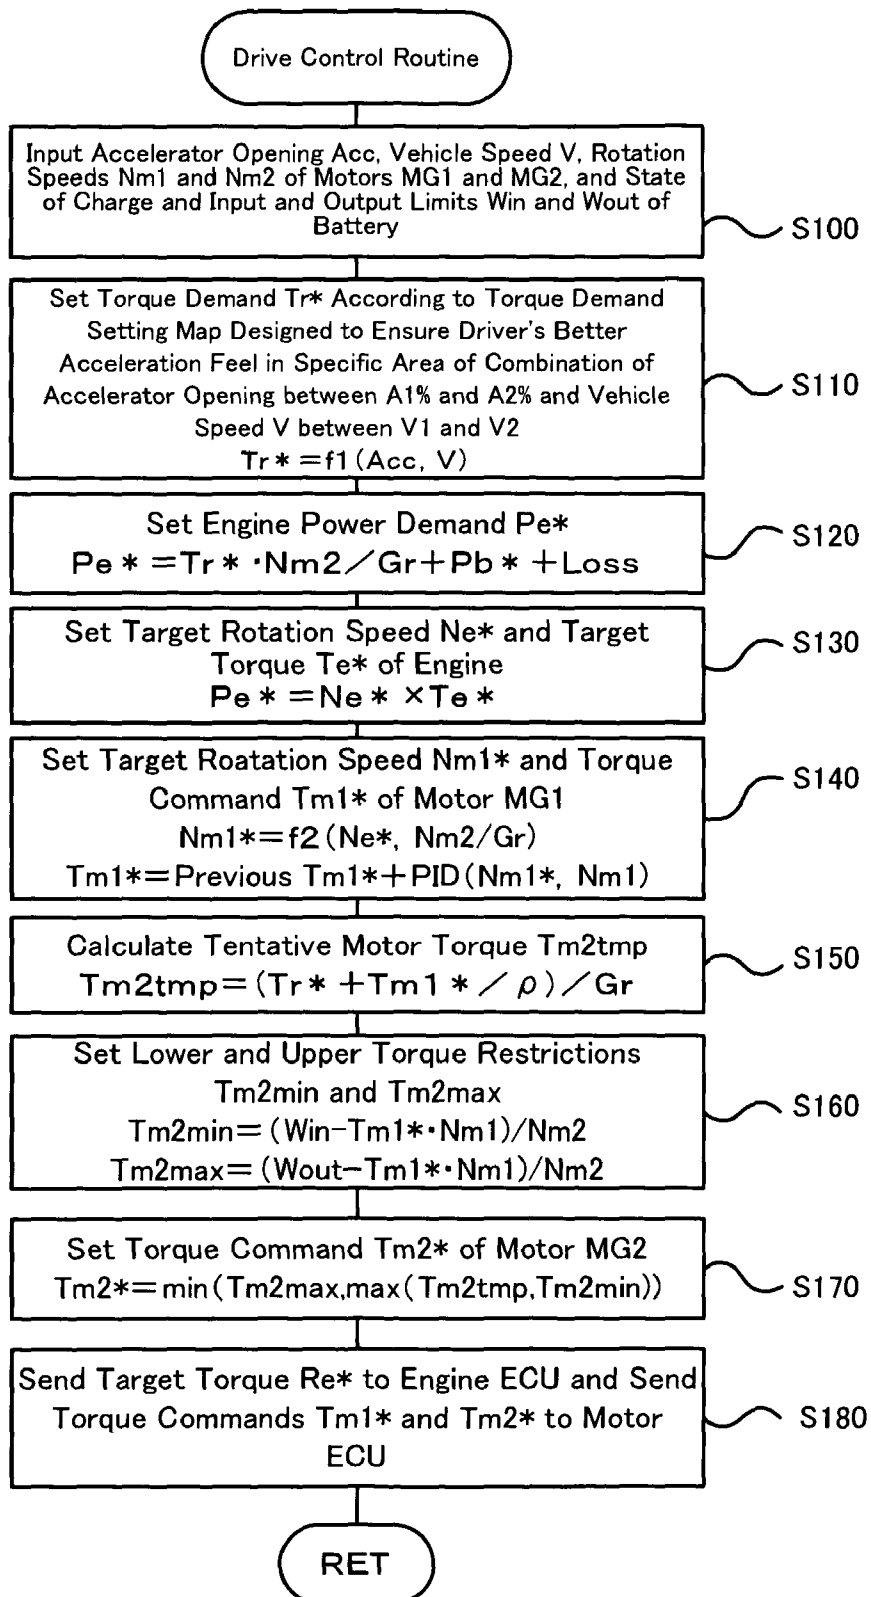 Drive Control Routine
Input Accelerator Opening Acc, Vehicle Speed V, Rotation
Speeds Nm1 and Nm2 of Motors MG1 and MG2, and State
of Charge and Input and Output Limits Win and Wout of
Battery
S100
Set Torque Demand Tr* According to Torque Demand
Setting Map Designed to Ensure Driver's Better
Acceleration Feel in Specific Area of Combination of
Accelerator Opening between A1% and A2% and Vehicle
Speed V between V1 and V2
Tr*=f1(Acc, V)
S110
Set Engine Power Demand Pe*
Pe*=Tr*·Nm2/Gr+Pb*+Loss
S120
Set Target Rotation Speed Ne* and Target
Torque Te* of Engine
Pe*=Ne*×Te*
S130
Set Target Roatation Speed Nm1* and Torque
Command Tm1* of Motor MG1
Nm1*=f2(Ne*, Nm2/Gr)
Tm1*=Previous Tm1*+PID(Nm1*, Nm1)
S140
Calculate Tentative Motor Torque Tm2tmp
Tm2tmp=(Tr*+Tm1*/ρ)/Gr
S150
Set Lower and Upper Torque Restrictions
Tm2min and Tm2max
Tm2min=(Win-Tm1*·Nm1)/Nm2
Tm2max=(Wout-Tm1*·Nm1)/Nm2
S160
Set Torque Command Tm2* of Motor MG2
Tm2*=min(Tm2max,max(Tm2tmp,Tm2min))
S170
Send Target Torque Re* to Engine ECU and Send
Torque Commands Tm1* and Tm2* to Motor
ECU
S180
RET